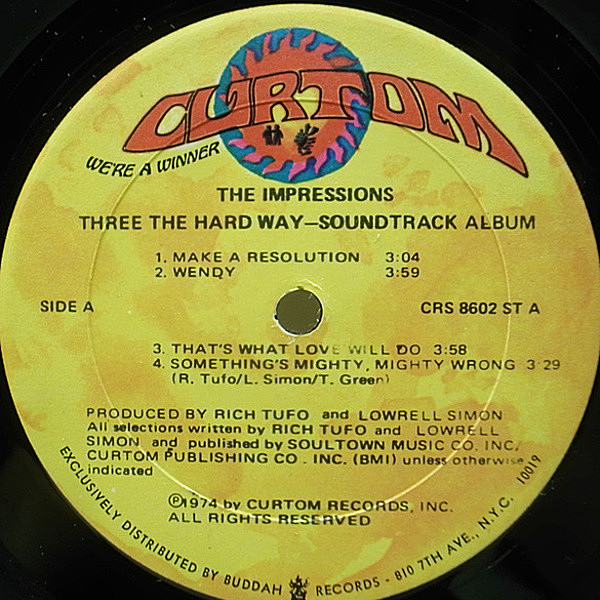 CURTOM
WE'RE A WINNER
THE IMPRESSIONS
THREE THE HARD WAY—SOUNDTRACK ALBUM
1. MAKE A RESOLUTION 3:04
2. WENDY 3:59
SIDE A CRS 8602 ST A
3. THAT'S WHAT LOVE WILL DO 3:58
4. SOMETHING'S MIGHTY, MIGHTY WRONG 3:29
(R. Tufo/L. Simon/T. Green)
PRODUCED BY RICH TUFO and LOWRELL SIMON
All selections written by RICH TUFO and LOWRELL
SIMON and published by SOULTOWN MUSIC CO. INC/
CURTOM PUBLISHING CO. INC. (BMI) unless otherwise
indicated
℗1974 by CURTOM RECORDS, INC.
ALL RIGHTS RESERVED
EXCLUSIVELY DISTRIBUTED BY BUDDAH RECORDS - 810 7TH AVE., N.Y.C. 10019